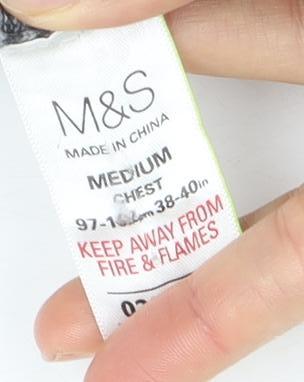 M&S
MADE IN CHINA
MEDIUM
CHEST
38-40in
KEEP AWAY FROM
FIRE & FLAMES